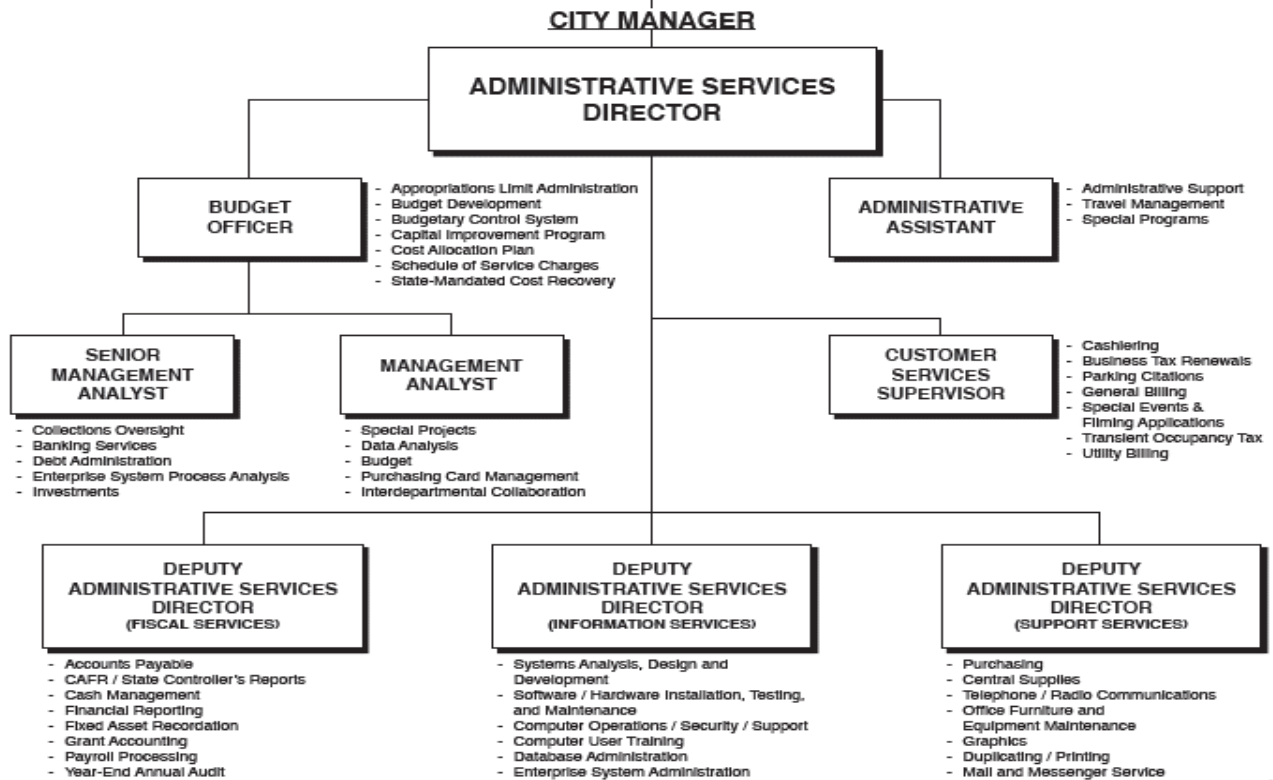 CITY MANAGER
ADMINISTRATIVE SERVICES
DIRECTOR
BUDGET
OFFICER
- Appropriations Limit Administration
- Budget Development
- Budgetary Control System
- Capital Improvement Program
- Cost Allocation Plan
- Schedule of Service Charges
- State-Mandated Cost Recovery
ADMINISTRATIVE
ASSISTANT
- Administrative Support
- Travel Management
- Special Programs
SENIOR
MANAGEMENT
ANALYST
- Collections Oversight
- Banking Services
- Debt Administration
- Enterprise System Process Analysis
- Investments
MANAGEMENT
ANALYST
- Special Projects
- Data Analysis
- Budget
- Purchasing Card Management
- Interdepartmental Collaboration
CUSTOMER
SERVICES
SUPERVISOR
- Cashiering
- Business Tax Renewals
- Parking Citations
- General Billing
- Special Events &
Filming Applications
- Transient Occupancy Tax
- Utility Billing
DEPUTY
ADMINISTRATIVE SERVICES
DIRECTOR
(FISCAL SERVICES)
- Accounts Payable
- CAFR / State Controller's Reports
- Cash Management
- Financial Reporting
- Fixed Asset Recordation
- Grant Accounting
- Payroll Processing
- Year-End Annual Audit
DEPUTY
ADMINISTRATIVE SERVICES
DIRECTOR
(INFORMATION SERVICES)
- Systems Analysis, Design and
Development
- Software / Hardware Installation, Testing,
and Maintenance
- Computer Operations / Security / Support
- Computer User Training
- Database Administration
- Enterprise System Administration
DEPUTY
ADMINISTRATIVE SERVICES
DIRECTOR
(SUPPORT SERVICES)
- Purchasing
- Central Supplies
- Telephone / Radio Communications
- Office Furniture and
Equipment Maintenance
- Graphics
- Duplicating / Printing
- Mail and Messenger Service